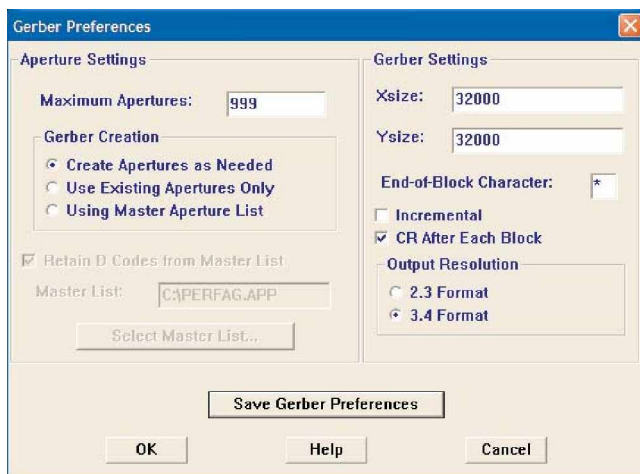 Gerber Preferences
Aperture Settings
Maximum Apertures: 999
Gerber Creation
Create Apertures as Needed
Use Existing Apertures Only
Using Master Aperture List
Retain D Codes from Master List
Master List: C:\PERFAG.APP
Select Master List...
Gerber Settings
Xsize: 32000
Ysize: 32000
End-of-Block Character: *
Incremental
CR After Each Block
Output Resolution
2.3 Format
3.4 Format
Save Gerber Preferences
OK
Help
Cancel